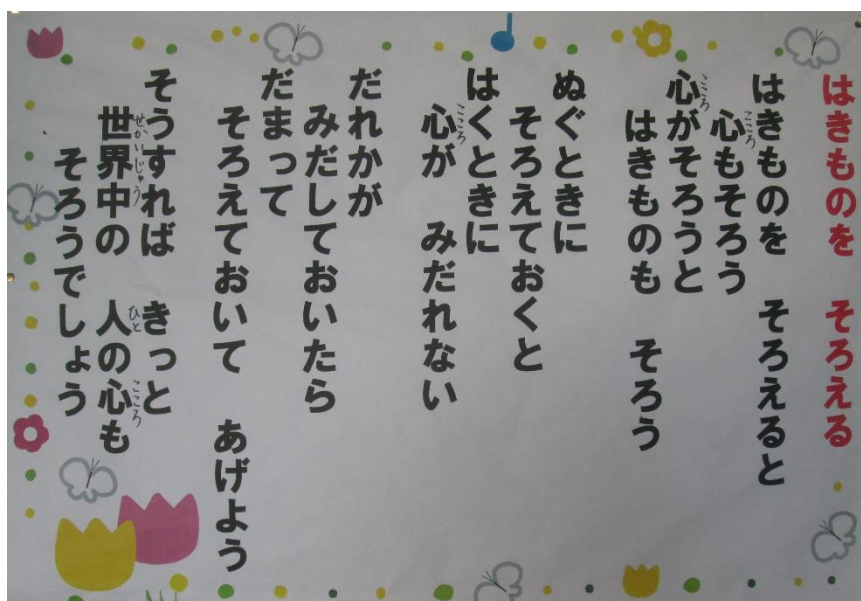 はきものを　そろえる
はきものを　そろえると
心もそろう
心がそろうと
はきものも　そろう
ぬぐときに
そろえておくと
はくときに
心が　みだれない
だれかが
みだしておいたら
だまって
そろえておいて　あげよう
そうすれば　きっと
世界中の　人の心も
そろうでしょう